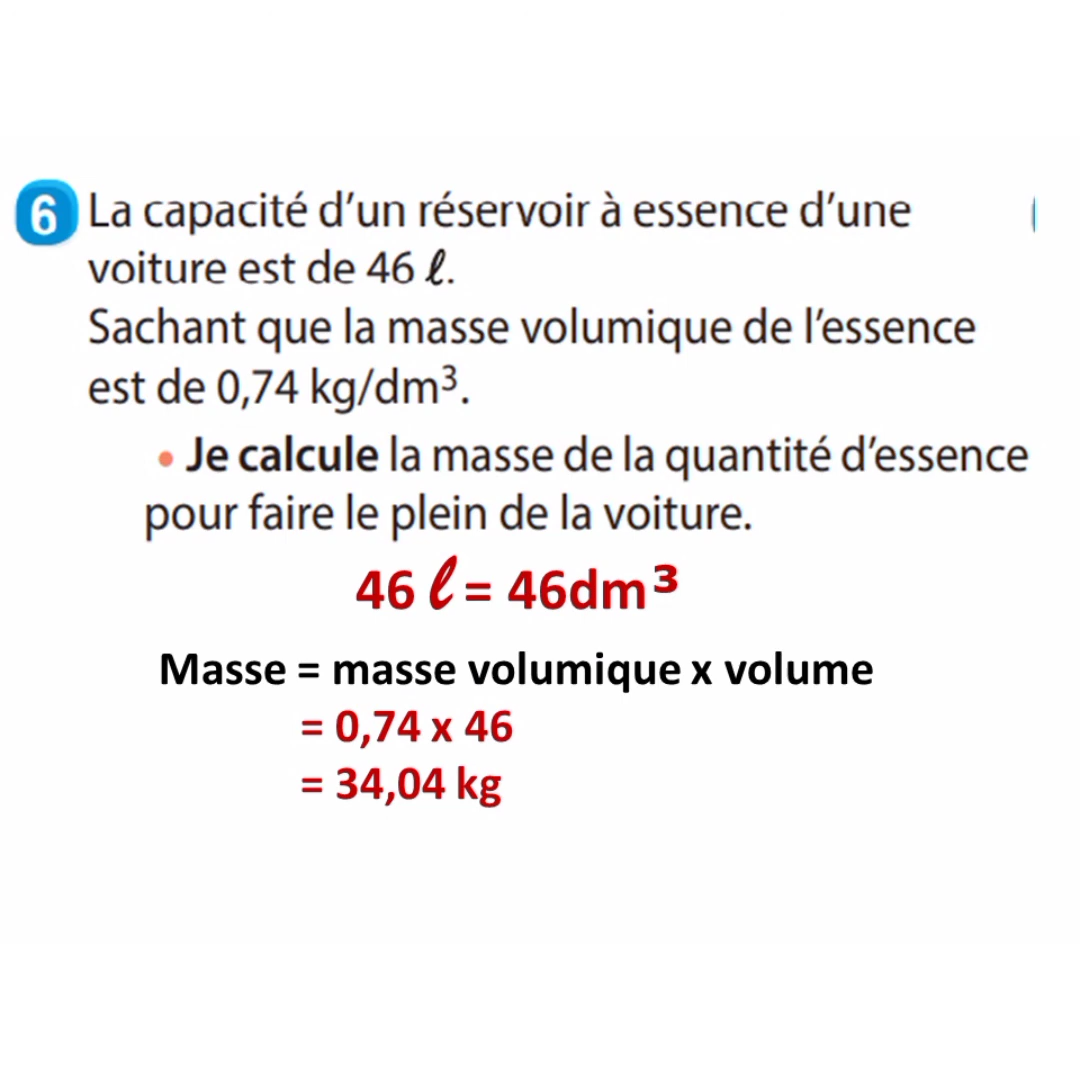 6 La capacité d'un réservoir à essence d'une
voiture est de 46 ℓ.
Sachant que la masse volumique de l'essence
est de 0,74 kg/dm³.
• Je calcule la masse de la quantité d'essence
pour faire le plein de la voiture.
46 ℓ = 46dm³
Masse = masse volumique x volume
= 0,74 x 46
= 34,04 kg